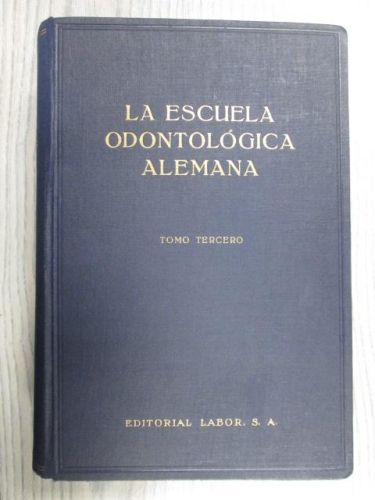 LA ESCUELA
ODONTOLÓGICA
ALEMANA
TOMO TERCERO
EDITORIAL LABOR. S. A.